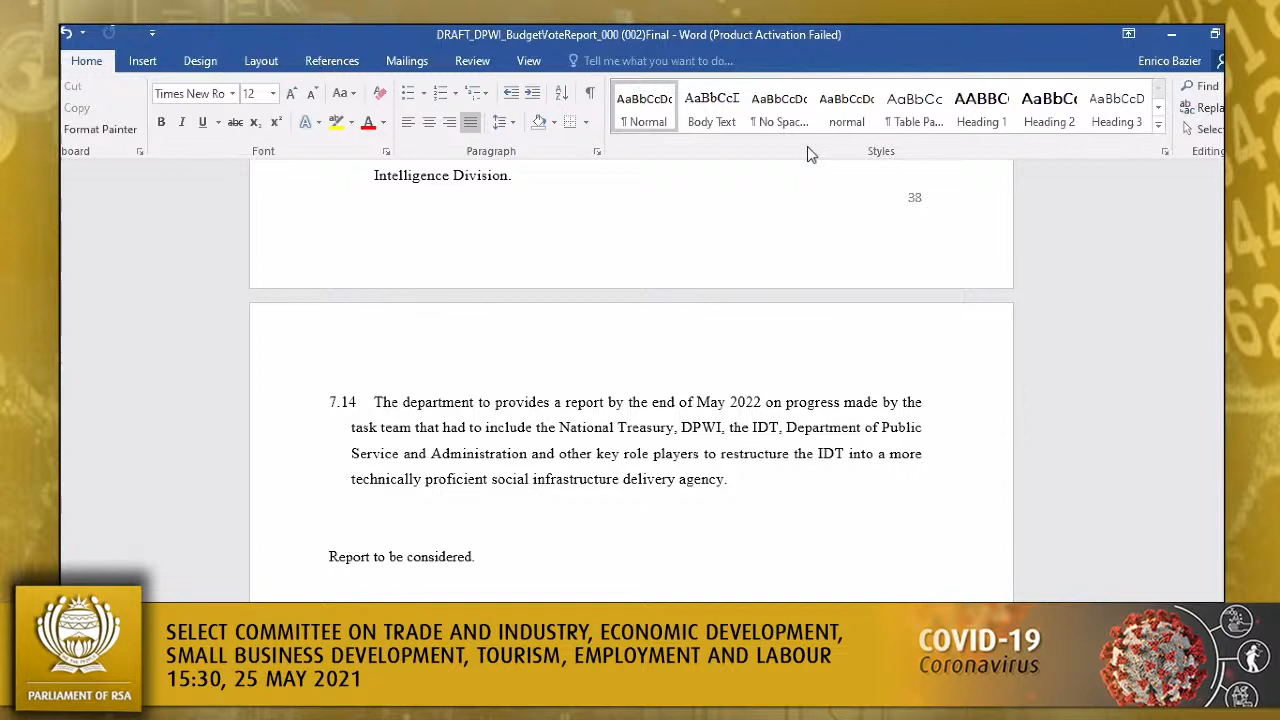 DRAFT_DPWI_BudgetVoteReport_000 (002)Final - Word (Product Activation Failed)
Home Insert Design Layout References Mailings Review View Tell me what you want to do... Enrico Bazier
Cut
Copy
Format Painter
board
Times New Ro 12 Aa
B I U abc X₂ X² A A
Font
Paragraph
AaBbCcDc AaBbCcI AaBbCcDc AaBbCcDc AaBbCc AABBC AaBbCc AaBbCcD
¶ Normal Body Text ¶ No Spac... normal ¶ Table Pa... Heading 1 Heading 2 Heading 3
Styles
Find
Repla
Selec
Editing
Intelligence Division.
38
7.14 The department to provides a report by the end of May 2022 on progress made by the
task team that had to include the National Treasury, DPWI, the IDT, Department of Public
Service and Administration and other key role players to restructure the IDT into a more
technically proficient social infrastructure delivery agency.
Report to be considered.
PARLIAMENT OF RSA
SELECT COMMITTEE ON TRADE AND INDUSTRY, ECONOMIC DEVELOPMENT,
SMALL BUSINESS DEVELOPMENT, TOURISM, EMPLOYMENT AND LABOUR
15:30, 25 MAY 2021
COVID-19
Coronavirus